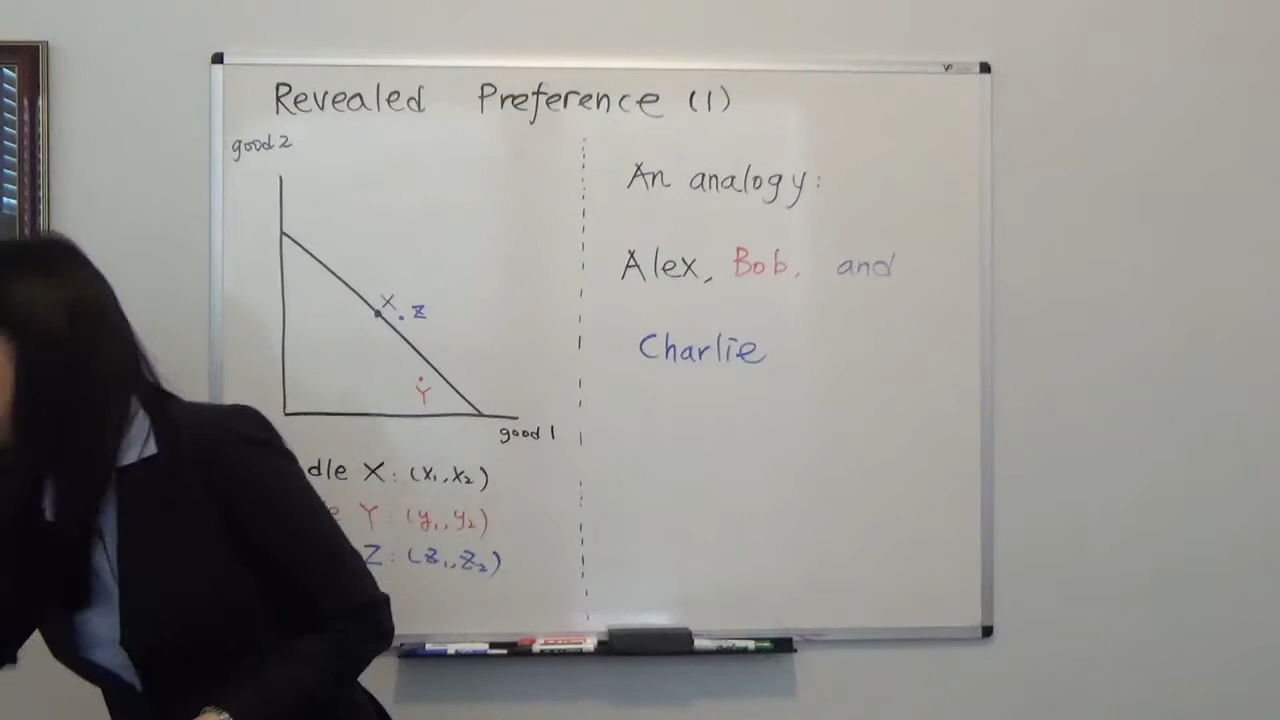 Revealed Preference (1)
good 2
X
Z
Y
good 1
dle X: (x₁, x₂)
e Y: (y₁, y₂)
Z: (z₁, z₂)
An analogy:
Alex, Bob, and
Charlie